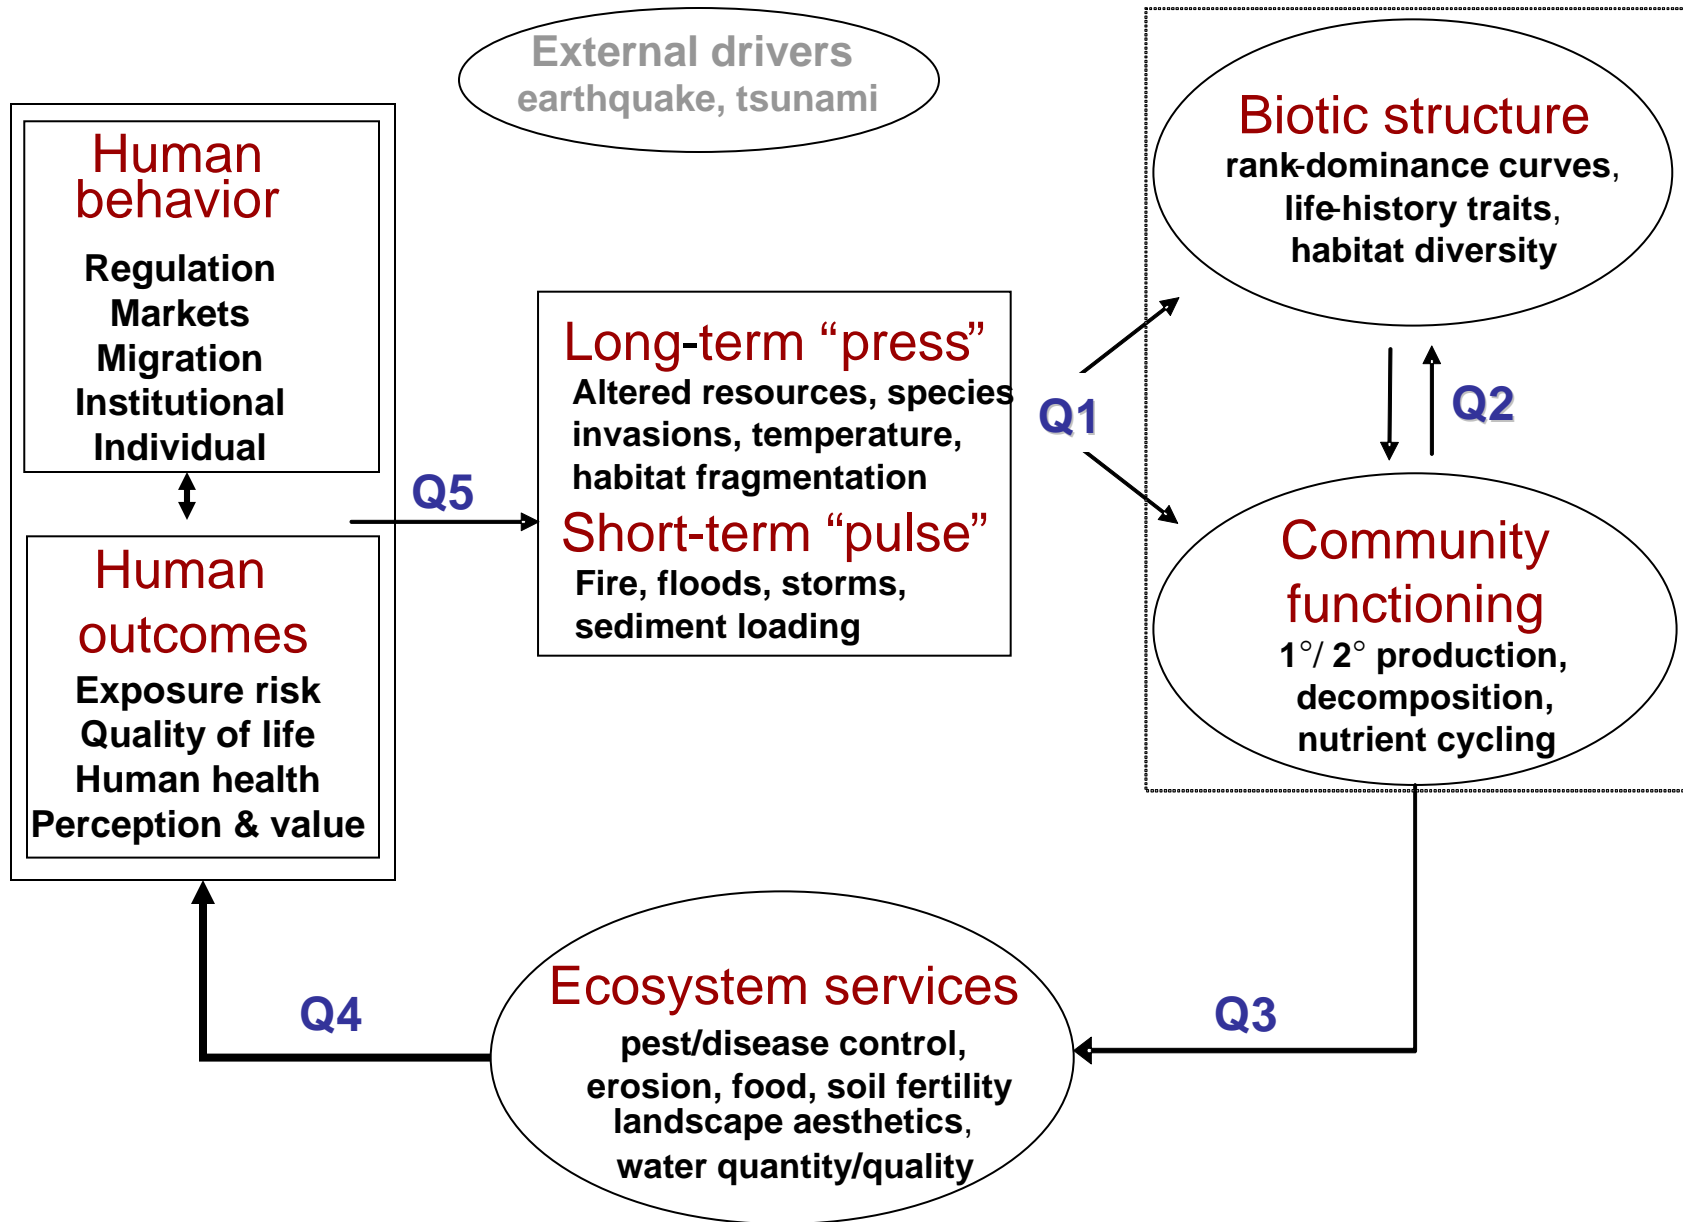 External drivers
earthquake, tsunami
Human
behavior
Regulation
Markets
Migration
Institutional
Individual
Human
outcomes
Exposure risk
Quality of life
Human health
Perception & value
Q5
Long-term “press”
Altered resources, species
invasions, temperature,
habitat fragmentation
Short-term “pulse”
Fire, floods, storms,
sediment loading
Q1
Biotic structure
rank-dominance curves,
life-history traits,
habitat diversity
Q2
Community
functioning
1°/ 2° production,
decomposition,
nutrient cycling
Q3
Ecosystem services
pest/disease control,
erosion, food, soil fertility
landscape aesthetics,
water quantity/quality
Q4